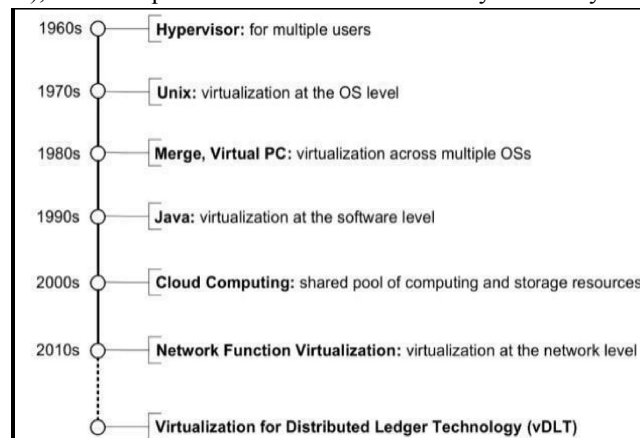 1960s Hypervisor: for multiple users
1970s Unix: virtualization at the OS level
1980s Merge, Virtual PC: virtualization across multiple OSs
1990s Java: virtualization at the software level
2000s Cloud Computing: shared pool of computing and storage resources
2010s Network Function Virtualization: virtualization at the network level
Virtualization for Distributed Ledger Technology (vDLT)